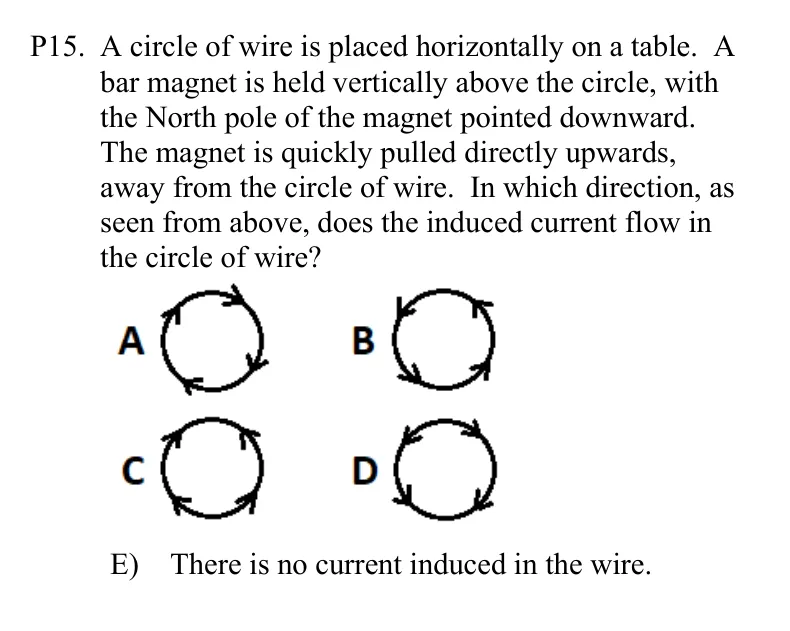 P15. A circle of wire is placed horizontally on a table. A
bar magnet is held vertically above the circle, with
the North pole of the magnet pointed downward.
The magnet is quickly pulled directly upwards,
away from the circle of wire. In which direction, as
seen from above, does the induced current flow in
the circle of wire?
A B
C D
E) There is no current induced in the wire.